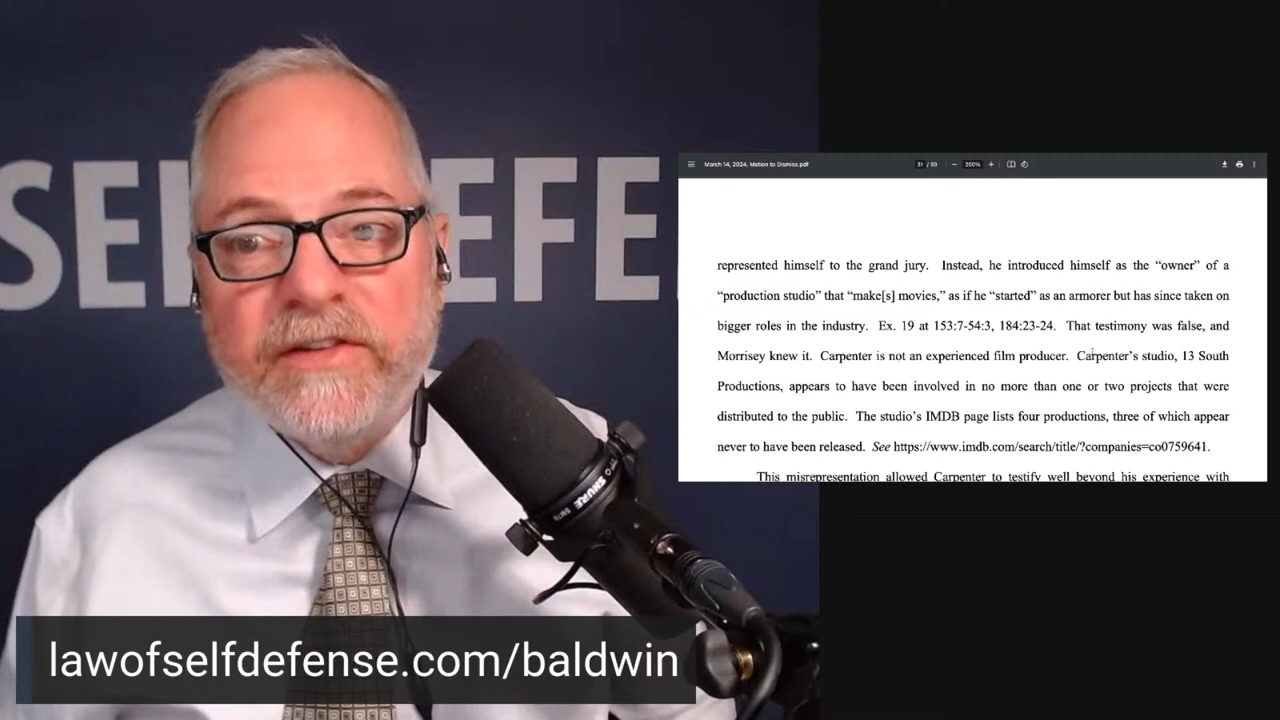 SELF DEFE
March 14, 2024, Motion to Dismiss.pdf
31 / 59
200%
represented himself to the grand jury. Instead, he introduced himself as the “owner” of a
“production studio” that “make[s] movies,” as if he “started” as an armorer but has since taken on
bigger roles in the industry. Ex. 19 at 153:7-54:3, 184:23-24. That testimony was false, and
Morrisey knew it. Carpenter is not an experienced film producer. Carpenter’s studio, 13 South
Productions, appears to have been involved in no more than one or two projects that were
distributed to the public. The studio’s IMDB page lists four productions, three of which appear
never to have been released. See https://www.imdb.com/search/title/?companies=co0759641.
This misrepresentation allowed Carpenter to testify well beyond his experience with
SHURE
lawofselfdefense.com/baldwin